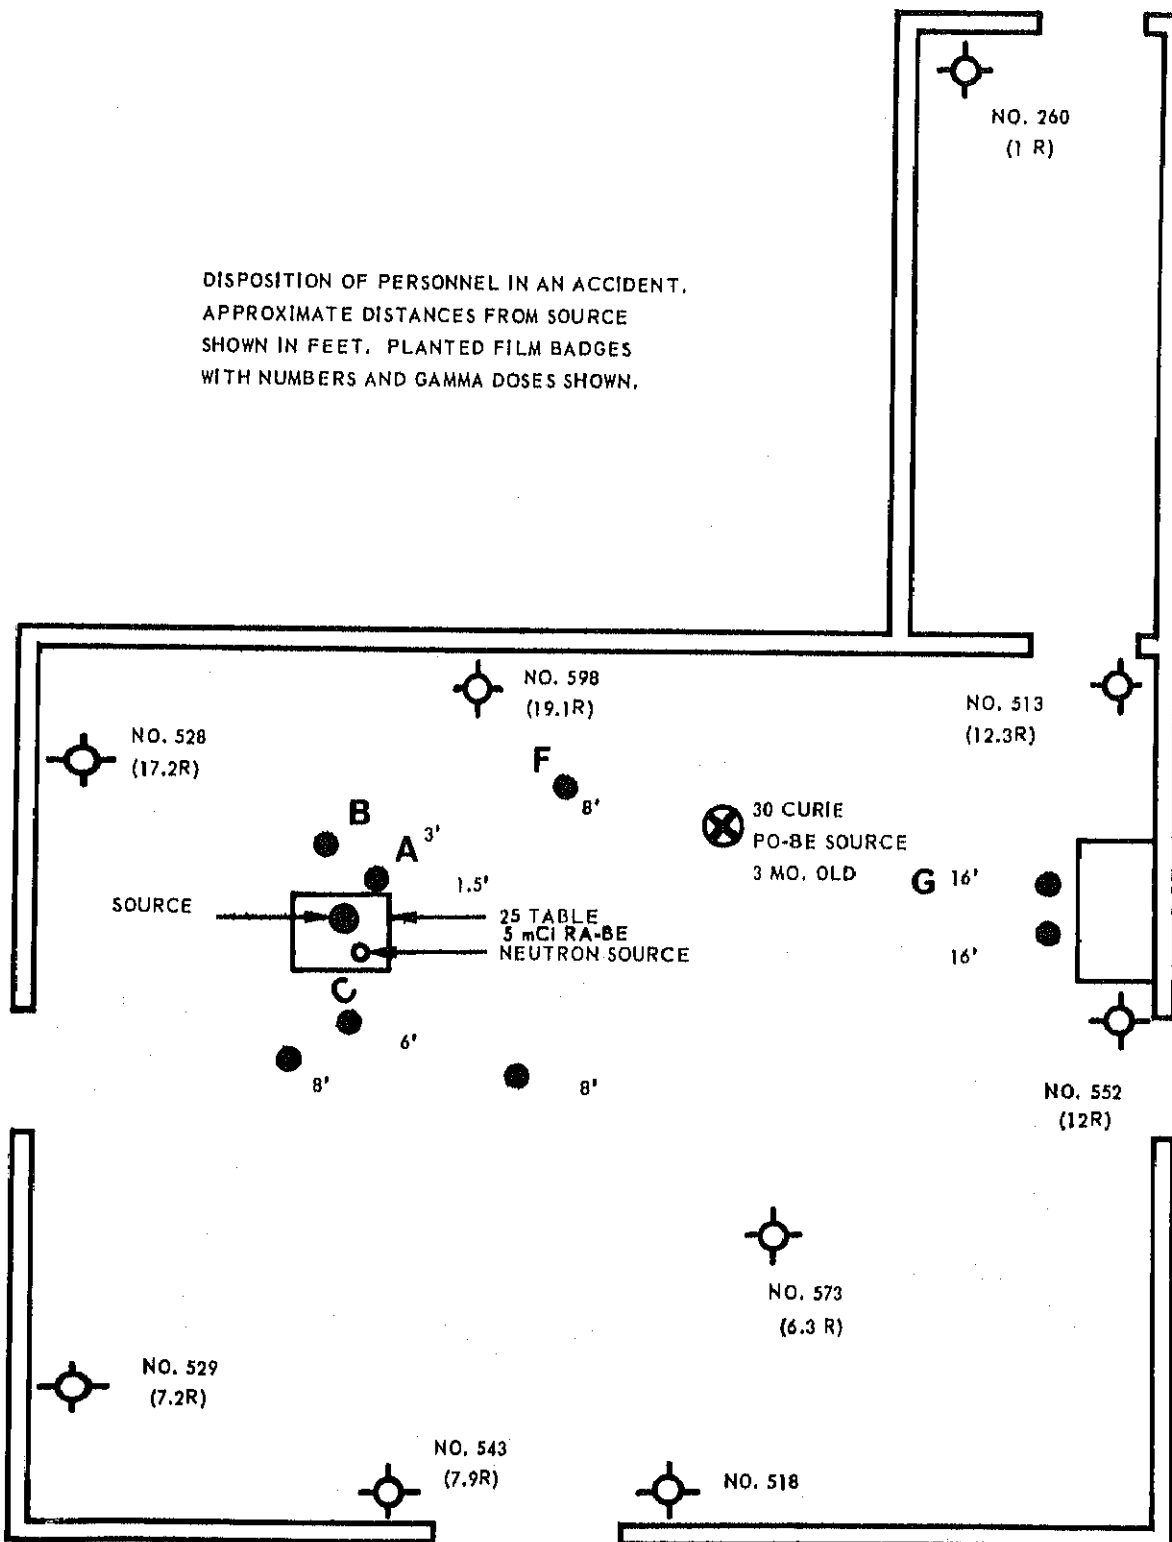 NO. 260
(1 R)
DISPOSITION OF PERSONNEL IN AN ACCIDENT.
APPROXIMATE DISTANCES FROM SOURCE
SHOWN IN FEET. PLANTED FILM BADGES
WITH NUMBERS AND GAMMA DOSES SHOWN.
NO. 598
(19.1R)
NO. 513
(12.3R)
NO. 528
(17.2R)
F
8'
B
A 3'
30 CURIE
PO-BE SOURCE
3 MO. OLD
G 16'
1.5'
SOURCE
25 TABLE
5 mCi RA-BE
NEUTRON SOURCE
16'
C
6'
8'
8'
NO. 552
(12R)
NO. 573
(6.3 R)
NO. 529
(7.2R)
NO. 543
(7.9R)
NO. 518